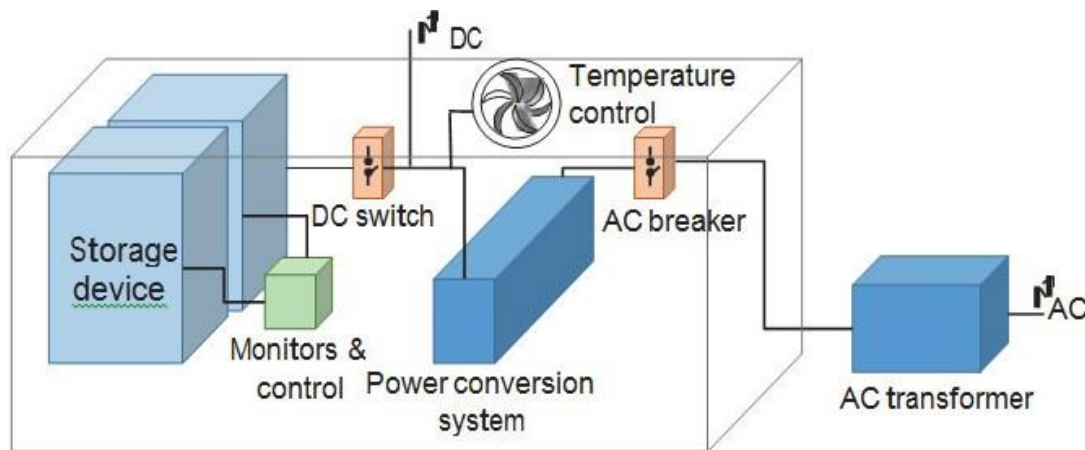 DC
Temperature
control
DC switch
AC breaker
Storage
device
Monitors &
control
Power conversion
system
AC
AC transformer